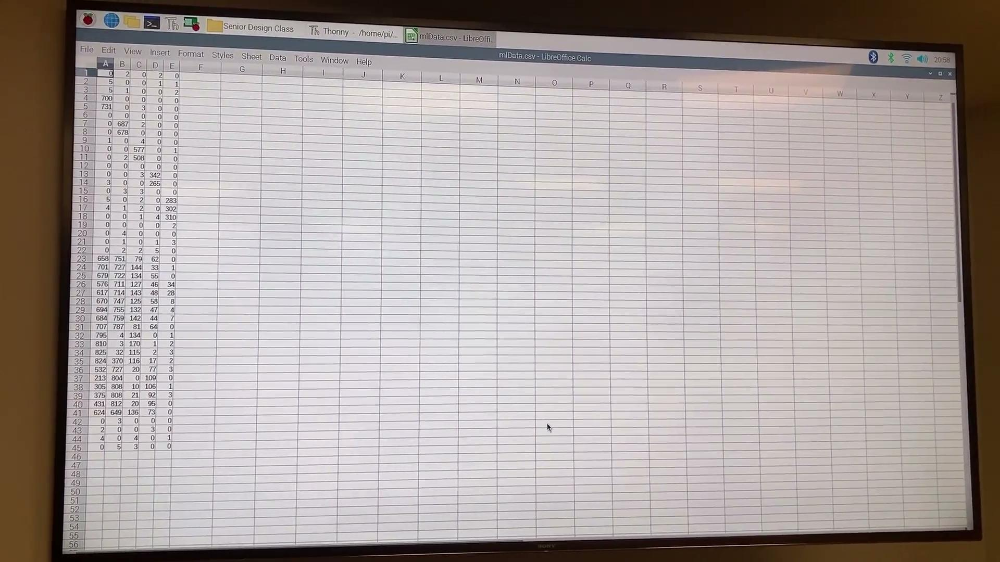 Senior Design Class Thonny - /home/pi/... mlData.csv - LibreOffi...
mlData.csv - LibreOffice Calc 20:58
File Edit View Insert Format Styles Sheet Data Tools Window Help
A B C D E F G H I J K L M N O P Q R S T U V W X Y Z
1 0 2 0 2 0
2 5 0 0 1 1
3 5 1 0 0 2
4 700 0 0 0 0
5 731 0 3 0 0
6 0 0 0 0 0
7 0 687 2 0 0
8 0 678 0 0 0
9 1 0 4 0 0
10 0 0 577 0 1
11 0 2 508 0 0
12 0 0 0 0 0
13 0 0 3 342 0
14 3 0 0 265 0
15 0 3 3 0 0
16 5 0 2 0 283
17 4 1 2 0 302
18 0 0 1 4 310
19 0 0 0 0 2
20 0 4 0 0 0
21 0 1 0 1 3
22 0 2 2 5 0
23 658 751 79 62 0
24 701 727 144 33 1
25 679 722 134 55 0
26 576 711 127 46 34
27 617 714 143 48 28
28 670 747 125 58 8
29 694 755 132 47 4
30 684 759 142 44 7
31 707 787 81 64 0
32 795 4 134 0 1
33 810 3 170 1 2
34 825 32 115 2 3
35 824 370 116 17 2
36 532 727 20 77 3
37 213 804 0 109 0
38 305 808 10 106 1
39 375 808 21 92 3
40 431 812 20 95 0
41 624 649 136 73 0
42 0 3 0 0 0
43 2 0 0 3 0
44 4 0 4 0 1
45 0 5 3 0 0
46
47
48
49
50
51
52
53
54
55
56
SONY